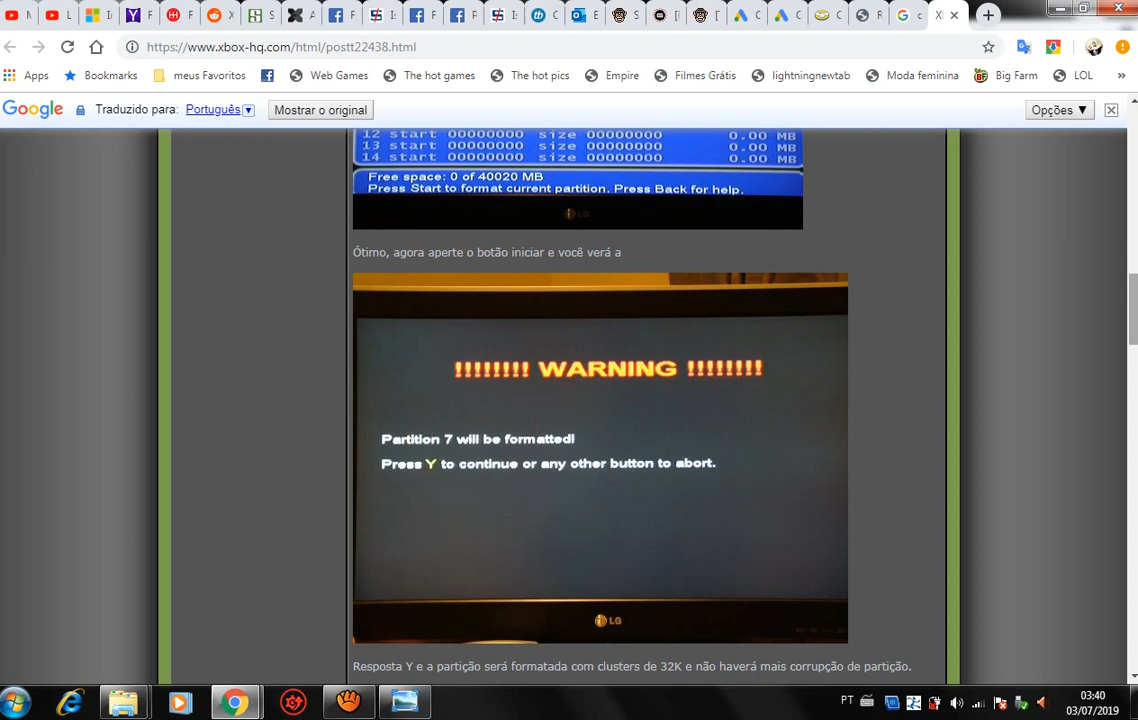 N
L
I
F
F
R
X
S
A
F
I
F
P
I
C
E
S
[
[
C
C
C
R
c
X
https://www.xbox-hq.com/html/postt22438.html
Apps
Bookmarks
meus Favoritos
Web Games
The hot games
The hot pics
Empire
Filmes Grátis
lightningnewtab
Moda feminina
Big Farm
LOL
»
Google
Traduzido para:
Português
Mostrar o original
Opções ▼
12 start 00000000 size 00000000 0.00 MB
13 start 00000000 size 00000000 0.00 MB
14 start 00000000 size 00000000 0.00 MB
Free space: 0 of 40020 MB
Press Start to format current partition. Press Back for help.
LG
Ótimo, agora aperte o botão iniciar e você verá a
!!!!!!!! WARNING !!!!!!!!
Partition 7 will be formatted!
Press Y to continue or any other button to abort.
LG
Resposta Y e a partição será formatada com clusters de 32K e não haverá mais corrupção de partição.
PT
03:40
03/07/2019